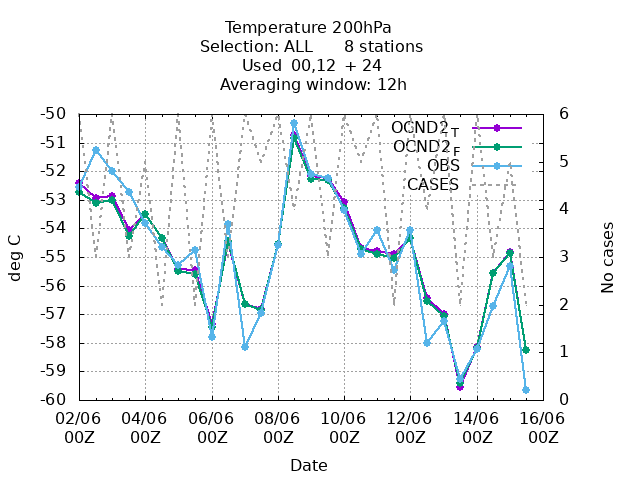 Temperature 200hPa
Selection: ALL 8 stations
Used 00,12 + 24
Averaging window: 12h
-50
-51
-52
-53
-54
-55
-56
-57
-58
-59
-60
deg C
OCND2T
OCND2F
OBS
CASES
6
5
4
3
2
1
0
No cases
02/06 04/06 06/06 08/06 10/06 12/06 14/06 16/06
00Z 00Z 00Z 00Z 00Z 00Z 00Z 00Z
Date